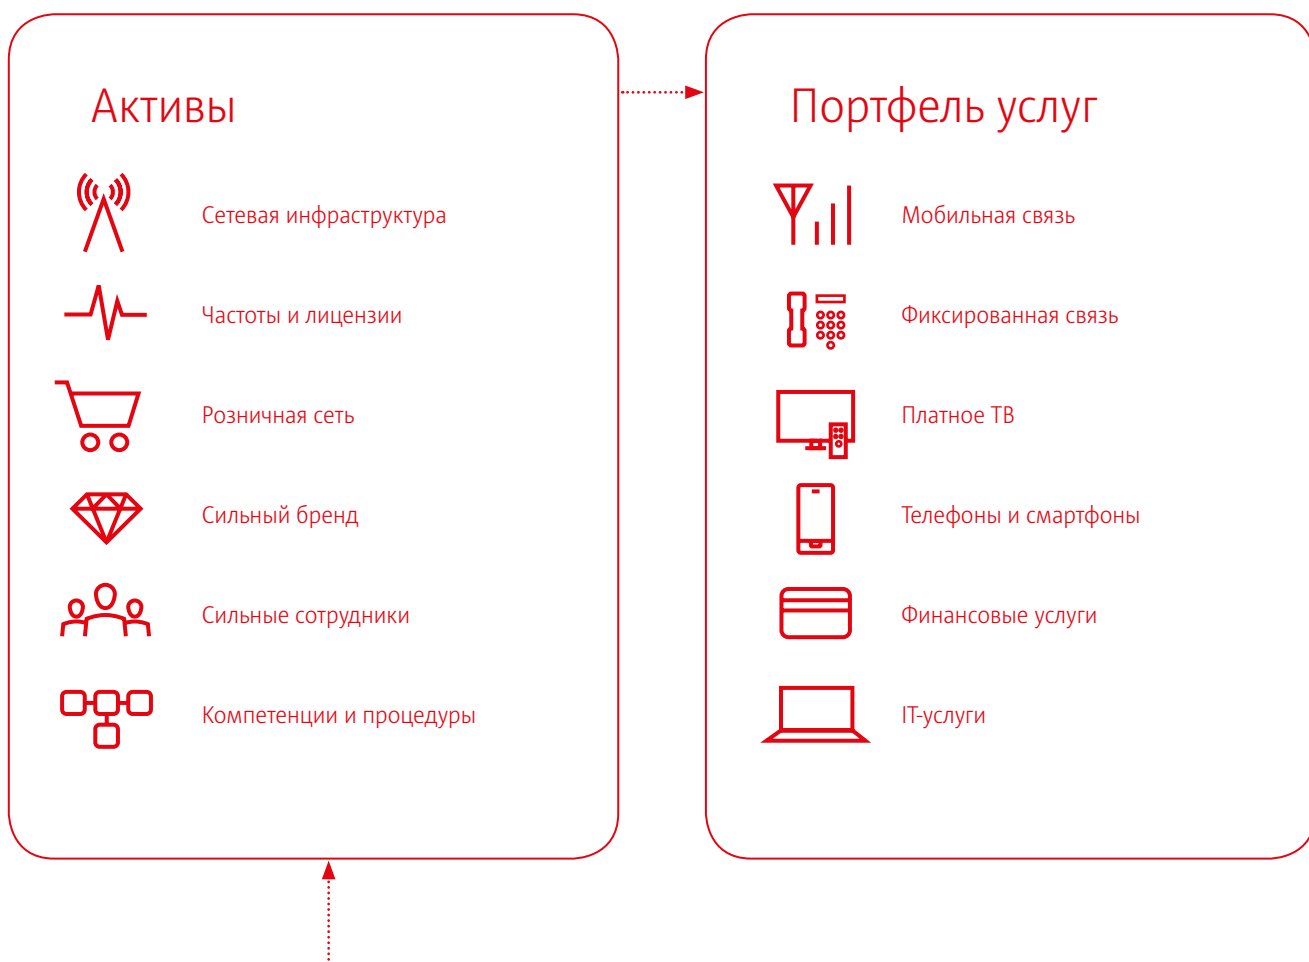 Активы
Сетевая инфраструктура
Частоты и лицензии
Розничная сеть
Сильный бренд
Сильные сотрудники
Компетенции и процедуры
Портфель услуг
Мобильная связь
Фиксированная связь
Платное ТВ
Телефоны и смартфоны
Финансовые услуги
IT-услуги